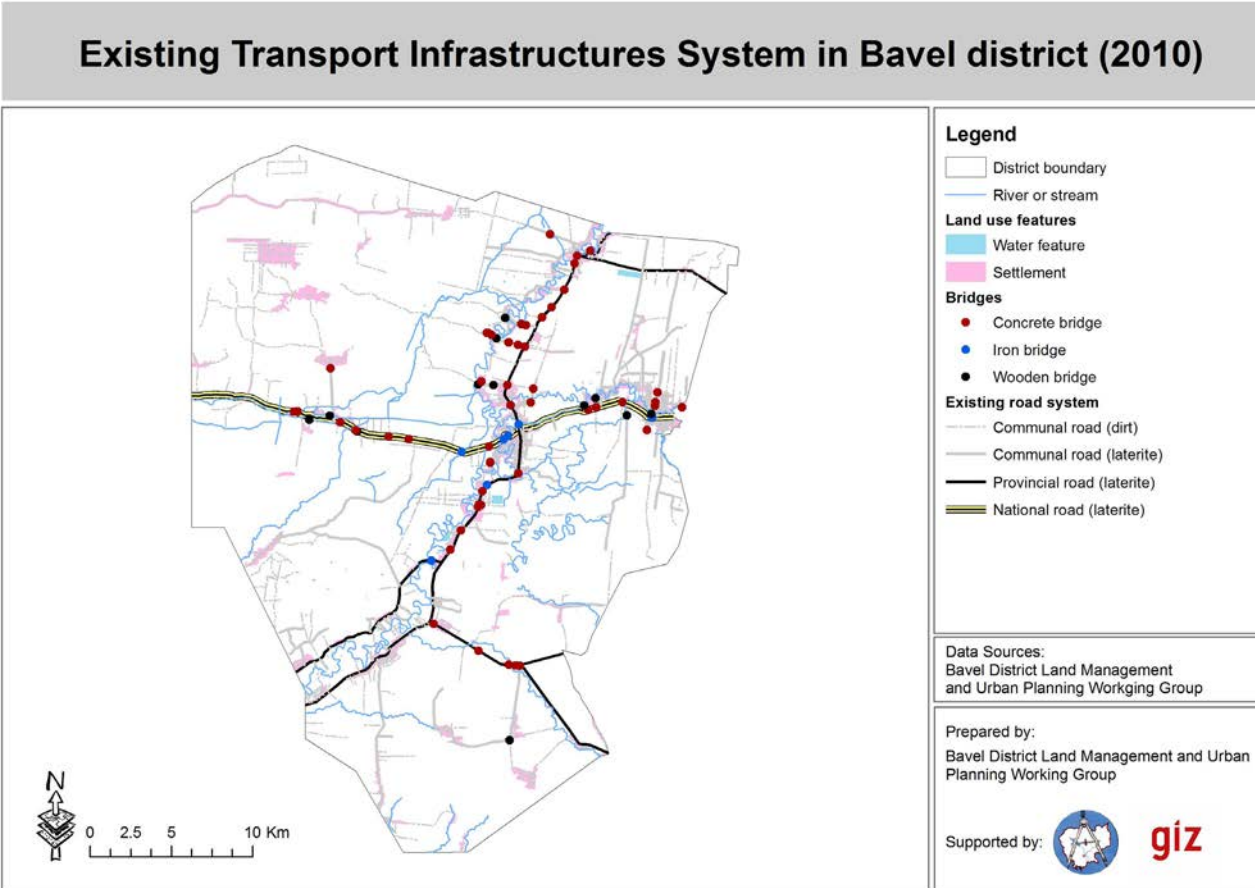 Existing Transport Infrastructures System in Bavel district (2010)
Legend
District boundary
River or stream
Land use features
Water feature
Settlement
Bridges
Concrete bridge
Iron bridge
Wooden bridge
Existing road system
Communal road (dirt)
Communal road (laterite)
Provincial road (laterite)
National road (laterite)
Data Sources:
Bavel District Land Management
and Urban Planning Workging Group
Prepared by:
Bavel District Land Management and Urban
Planning Working Group
Supported by:
giz
N
0 2.5 5 10 Km